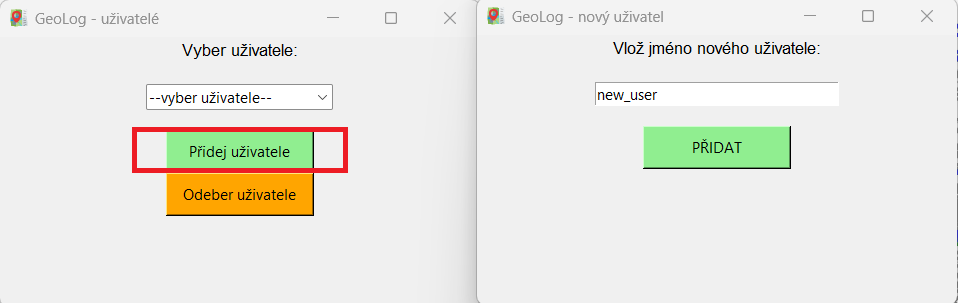 GeoLog - uživatelé
Vyber uživatele:
--vyber uživatele--
Přidej uživatele
Odeber uživatele
GeoLog - nový uživatel
Vlož jméno nového uživatele:
new_user
PŘIDAT